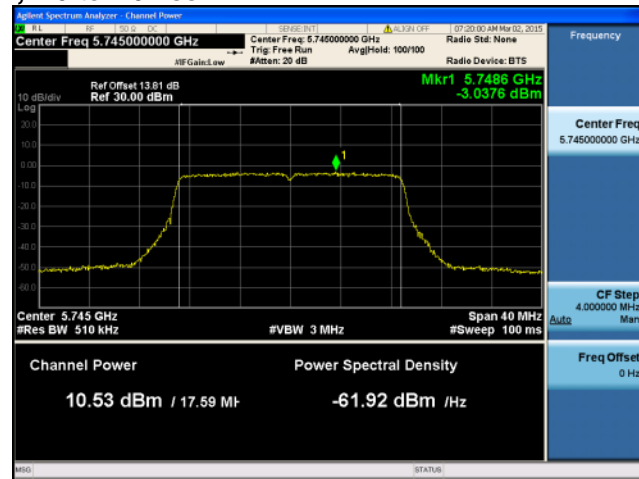 Agilent Spectrum Analyzer - Channel Power
RL RF 50 Ω DC SENSE:INT ALIGN OFF 07:20:00 AM Mar 02, 2015
Center Freq 5.745000000 GHz
Center Freq: 5.745000000 GHz
Radio Std: None
Trig: Free Run Avg|Hold: 100/100
#IFGain:Low
#Atten: 20 dB
Radio Device: BTS
Frequency
Mkr1 5.7486 GHz
-3.0376 dBm
Ref Offset 13.81 dB
10 dB/div Ref 30.00 dBm
Log
20.0
10.0
0.00
-10.0
-20.0
-30.0
-40.0
-50.0
-60.0
1
Center Freq
5.745000000 GHz
Center 5.745 GHz
Span 40 MHz
#Res BW 510 kHz
#VBW 3 MHz
#Sweep 100 ms
CF Step
4.000000 MHz
Auto Man
Channel Power
Power Spectral Density
10.53 dBm / 17.59 MH
-61.92 dBm /Hz
Freq Offset
0 Hz
MSG
STATUS